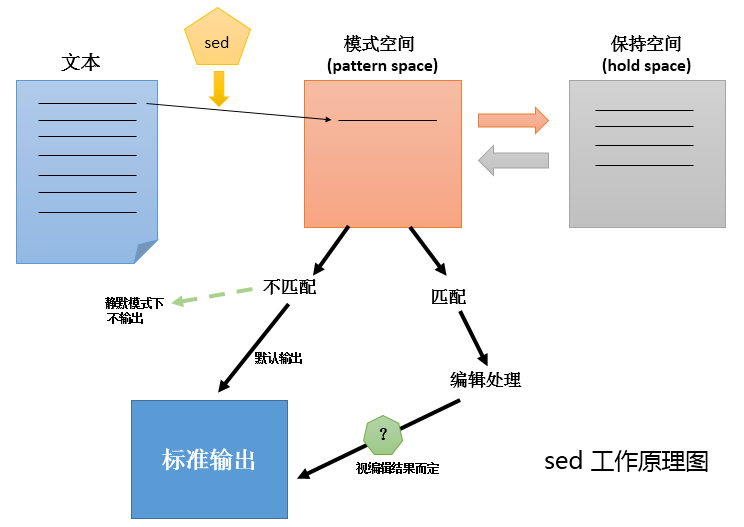 sed
文本
模式空间
(pattern space)
保持空间
(hold space)
不匹配
匹配
静默模式下
不输出
默认输出
编辑处理
标准输出
?
视编辑结果而定
sed 工作原理图